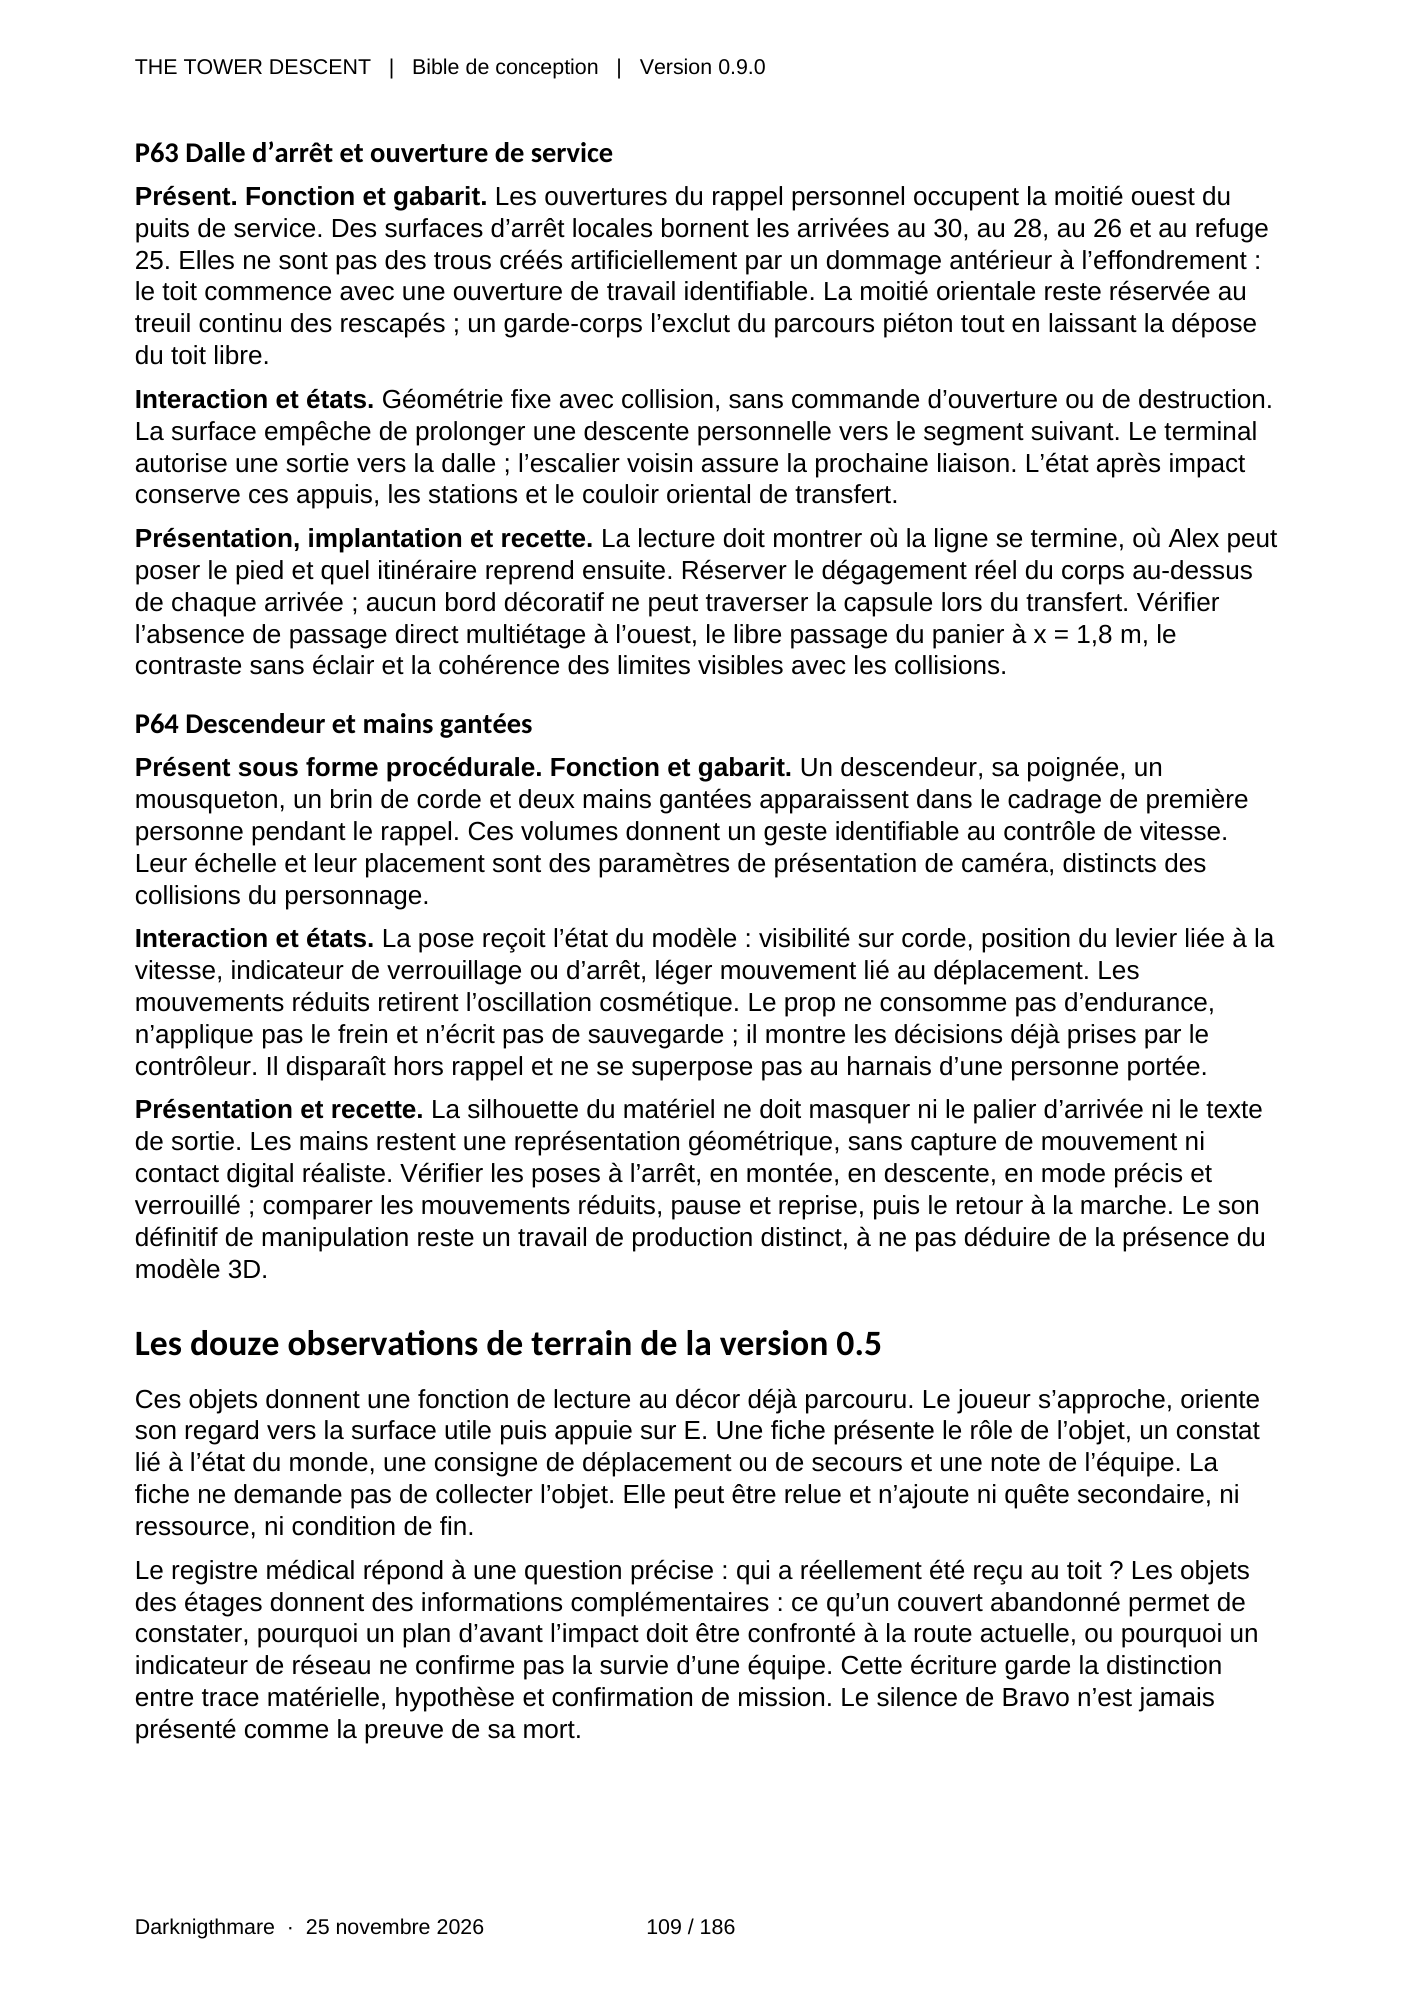 THE TOWER DESCENT | Bible de conception | Version 0.9.0
P63 Dalle d’arrêt et ouverture de service
Présent. Fonction et gabarit. Les ouvertures du rappel personnel occupent la moitié ouest du
puits de service. Des surfaces d’arrêt locales bornent les arrivées au 30, au 28, au 26 et au refuge
25. Elles ne sont pas des trous créés artificiellement par un dommage antérieur à l’effondrement :
le toit commence avec une ouverture de travail identifiable. La moitié orientale reste réservée au
treuil continu des rescapés ; un garde-corps l’exclut du parcours piéton tout en laissant la dépose
du toit libre.
Interaction et états. Géométrie fixe avec collision, sans commande d’ouverture ou de destruction.
La surface empêche de prolonger une descente personnelle vers le segment suivant. Le terminal
autorise une sortie vers la dalle ; l’escalier voisin assure la prochaine liaison. L’état après impact
conserve ces appuis, les stations et le couloir oriental de transfert.
Présentation, implantation et recette. La lecture doit montrer où la ligne se termine, où Alex peut
poser le pied et quel itinéraire reprend ensuite. Réserver le dégagement réel du corps au-dessus
de chaque arrivée ; aucun bord décoratif ne peut traverser la capsule lors du transfert. Vérifier
l’absence de passage direct multiétage à l’ouest, le libre passage du panier à x = 1,8 m, le
contraste sans éclair et la cohérence des limites visibles avec les collisions.
P64 Descendeur et mains gantées
Présent sous forme procédurale. Fonction et gabarit. Un descendeur, sa poignée, un
mousqueton, un brin de corde et deux mains gantées apparaissent dans le cadrage de première
personne pendant le rappel. Ces volumes donnent un geste identifiable au contrôle de vitesse.
Leur échelle et leur placement sont des paramètres de présentation de caméra, distincts des
collisions du personnage.
Interaction et états. La pose reçoit l’état du modèle : visibilité sur corde, position du levier liée à la
vitesse, indicateur de verrouillage ou d’arrêt, léger mouvement lié au déplacement. Les
mouvements réduits retirent l’oscillation cosmétique. Le prop ne consomme pas d’endurance,
n’applique pas le frein et n’écrit pas de sauvegarde ; il montre les décisions déjà prises par le
contrôleur. Il disparaît hors rappel et ne se superpose pas au harnais d’une personne portée.
Présentation et recette. La silhouette du matériel ne doit masquer ni le palier d’arrivée ni le texte
de sortie. Les mains restent une représentation géométrique, sans capture de mouvement ni
contact digital réaliste. Vérifier les poses à l’arrêt, en montée, en descente, en mode précis et
verrouillé ; comparer les mouvements réduits, pause et reprise, puis le retour à la marche. Le son
définitif de manipulation reste un travail de production distinct, à ne pas déduire de la présence du
modèle 3D.
Les douze observations de terrain de la version 0.5
Ces objets donnent une fonction de lecture au décor déjà parcouru. Le joueur s’approche, oriente
son regard vers la surface utile puis appuie sur E. Une fiche présente le rôle de l’objet, un constat
lié à l’état du monde, une consigne de déplacement ou de secours et une note de l’équipe. La
fiche ne demande pas de collecter l’objet. Elle peut être relue et n’ajoute ni quête secondaire, ni
ressource, ni condition de fin.
Le registre médical répond à une question précise : qui a réellement été reçu au toit ? Les objets
des étages donnent des informations complémentaires : ce qu’un couvert abandonné permet de
constater, pourquoi un plan d’avant l’impact doit être confronté à la route actuelle, ou pourquoi un
indicateur de réseau ne confirme pas la survie d’une équipe. Cette écriture garde la distinction
entre trace matérielle, hypothèse et confirmation de mission. Le silence de Bravo n’est jamais
présenté comme la preuve de sa mort.
Darknigthmare · 25 novembre 2026 109 / 186